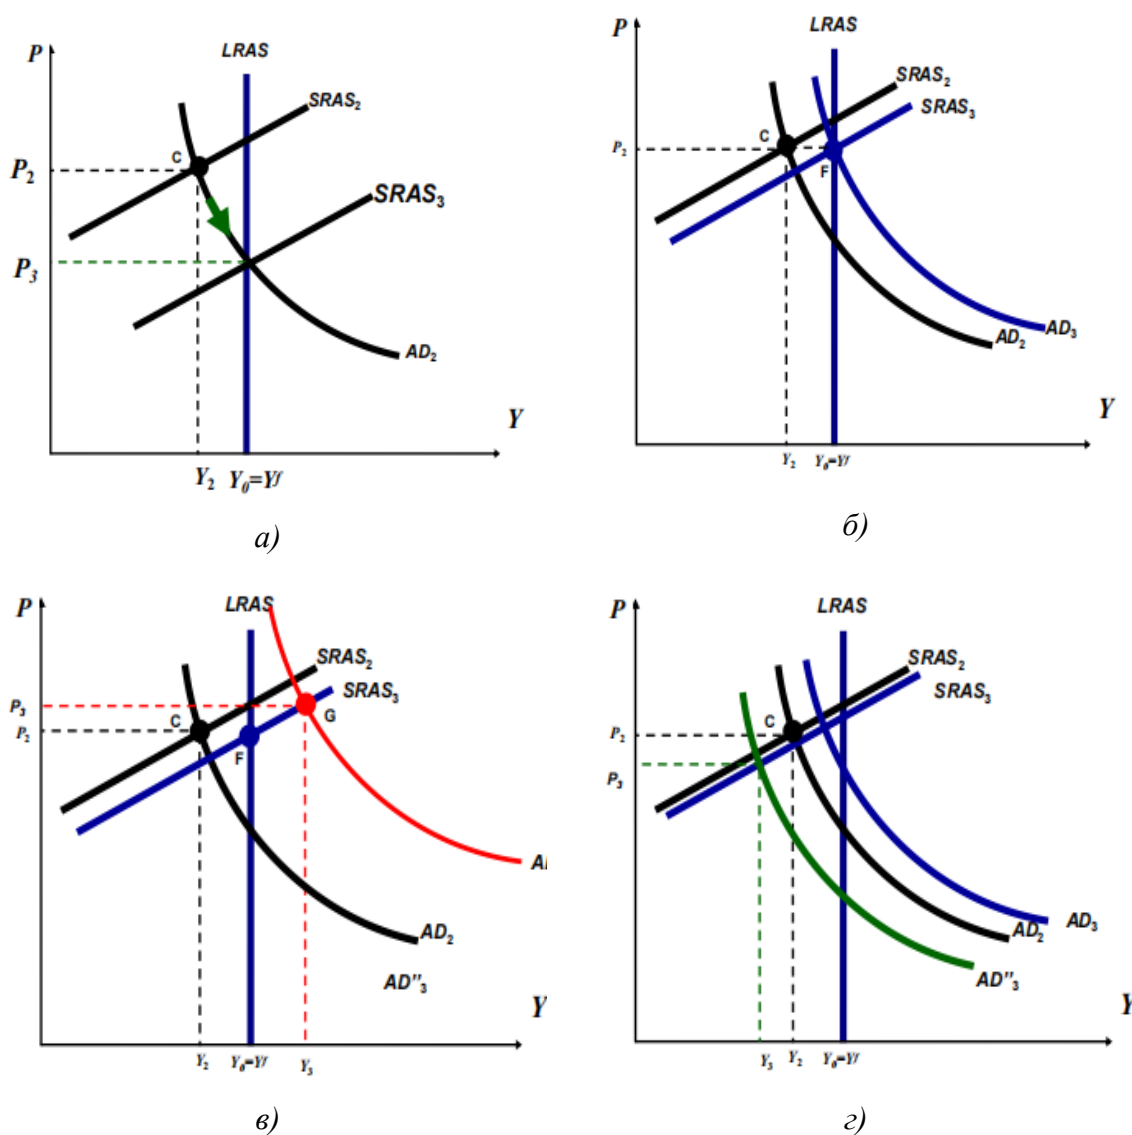 P
LRAS
SRAS₂
C
P₂
SRAS₃
P₃
AD₂
Y
Y₂ Y₀=Yᶠ
а)
P
LRAS
SRAS₂
SRAS₃
C
P₂
F
AD₂
AD₃
Y
Y₂ Y₀=Yᶠ
б)
P
LRAS
SRAS₂
SRAS₃
P₃
G
C
P₂
F
AD₂
AD"₃
Y
Y₂ Y₀=Yᶠ Y₃
в)
P
LRAS
SRAS₂
SRAS₃
C
P₂
P₃
AD₃
AD₂
AD"₃
Y
Y₃ Y₂ Y₀=Yᶠ
г)